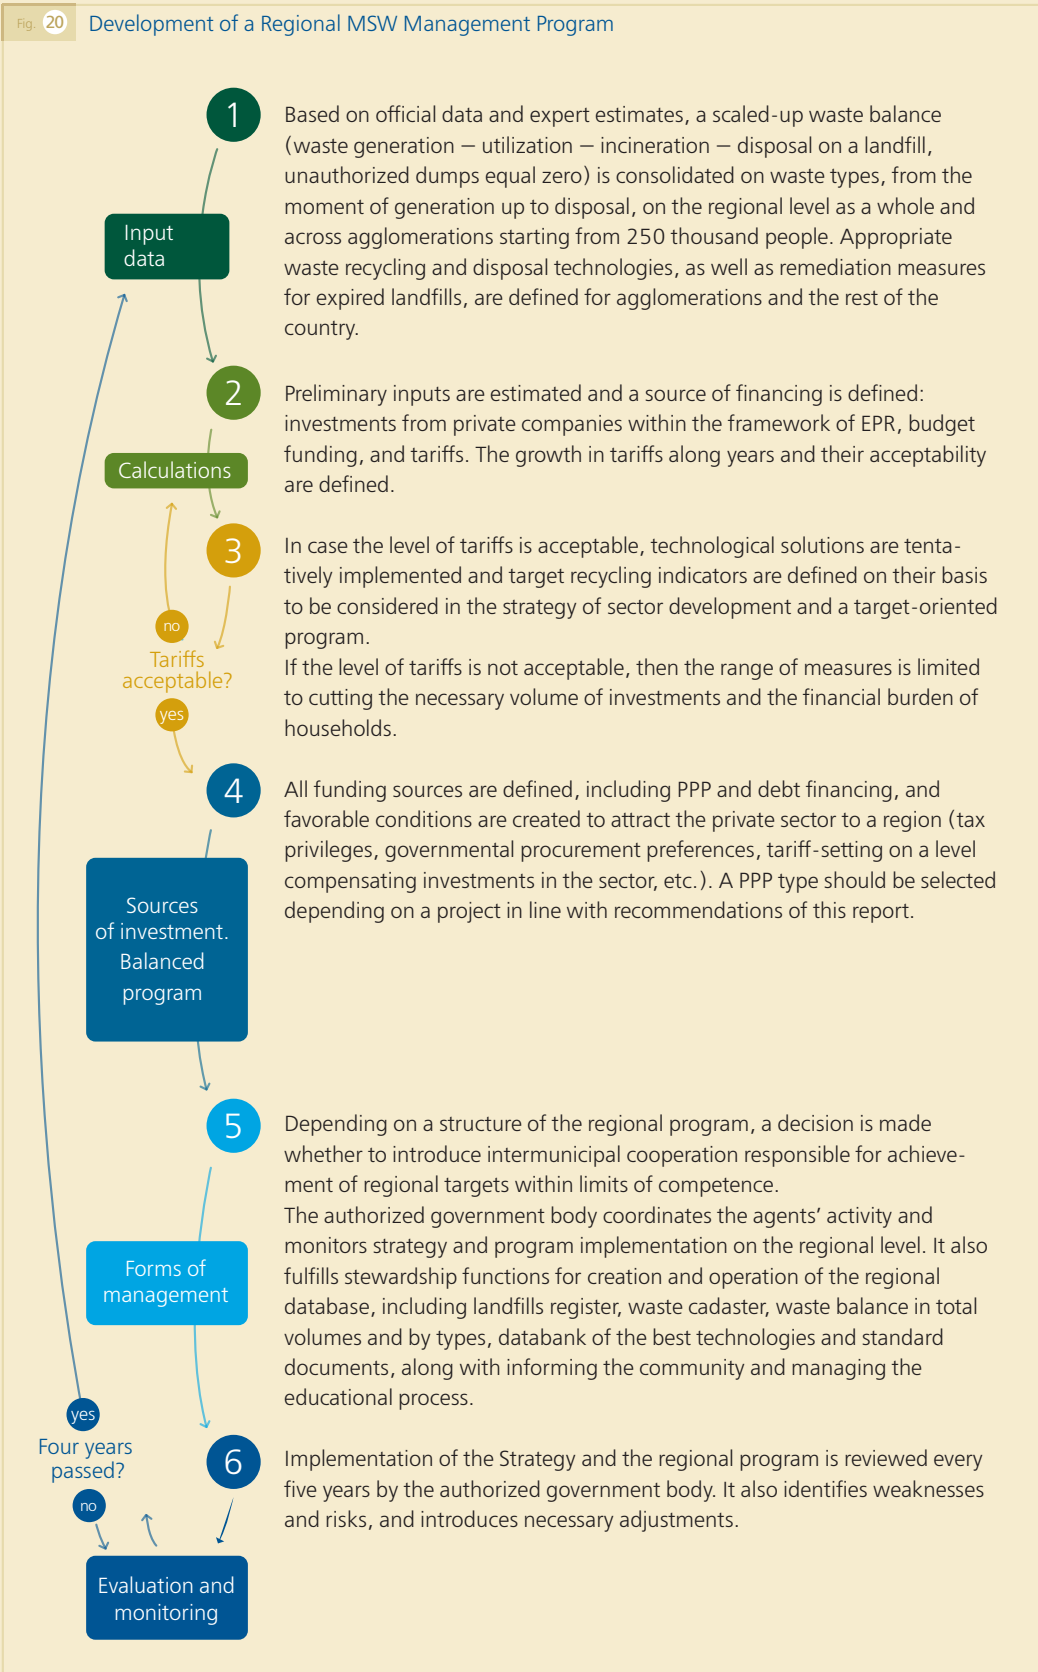 Fig. 20 Development of a Regional MSW Management Program
1
Based on official data and expert estimates, a scaled-up waste balance
(waste generation — utilization — incineration — disposal on a landfill,
unauthorized dumps equal zero) is consolidated on waste types, from the
moment of generation up to disposal, on the regional level as a whole and
across agglomerations starting from 250 thousand people. Appropriate
waste recycling and disposal technologies, as well as remediation measures
for expired landfills, are defined for agglomerations and the rest of the
country.
Input
data
2
Preliminary inputs are estimated and a source of financing is defined:
investments from private companies within the framework of EPR, budget
funding, and tariffs. The growth in tariffs along years and their acceptability
are defined.
Calculations
3
In case the level of tariffs is acceptable, technological solutions are tenta-
tively implemented and target recycling indicators are defined on their basis
to be considered in the strategy of sector development and a target-oriented
program.
If the level of tariffs is not acceptable, then the range of measures is limited
to cutting the necessary volume of investments and the financial burden of
households.
no
Tariffs
acceptable?
yes
4
All funding sources are defined, including PPP and debt financing, and
favorable conditions are created to attract the private sector to a region (tax
privileges, governmental procurement preferences, tariff-setting on a level
compensating investments in the sector, etc.). A PPP type should be selected
depending on a project in line with recommendations of this report.
Sources
of investment.
Balanced
program
5
Depending on a structure of the regional program, a decision is made
whether to introduce intermunicipal cooperation responsible for achieve-
ment of regional targets within limits of competence.
The authorized government body coordinates the agents’ activity and
monitors strategy and program implementation on the regional level. It also
fulfills stewardship functions for creation and operation of the regional
database, including landfills register, waste cadaster, waste balance in total
volumes and by types, databank of the best technologies and standard
documents, along with informing the community and managing the
educational process.
Forms of
management
6
Implementation of the Strategy and the regional program is reviewed every
five years by the authorized government body. It also identifies weaknesses
and risks, and introduces necessary adjustments.
yes
Four years
passed?
no
Evaluation and
monitoring